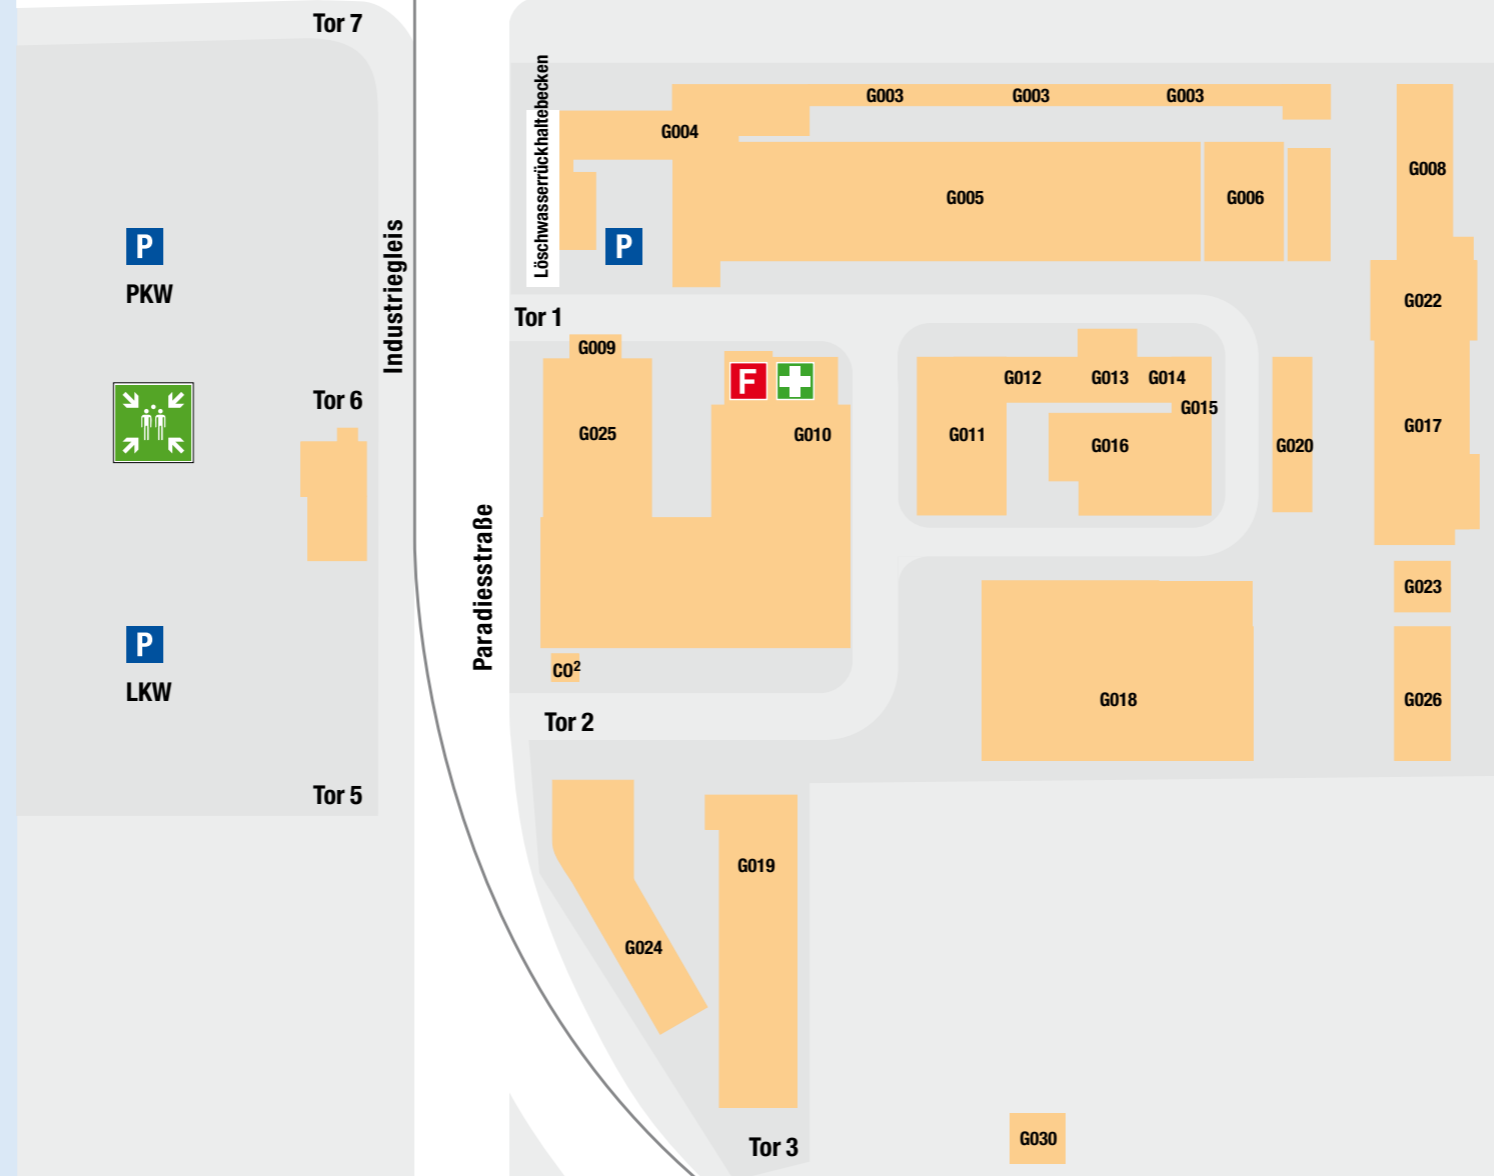 Tor 7
Löschwasserrückhaltebecken
G003
G003
G003
G004
G005
G006
G008
P
PKW
P
Industriegleis
Tor 1
G022
G009
F
G012
G013
G014
G015
Tor 6
G025
G010
G011
G016
G020
G017
Paradiesstraße
G023
P
LKW
CO²
G018
G026
Tor 2
Tor 5
G019
G024
Tor 3
G030